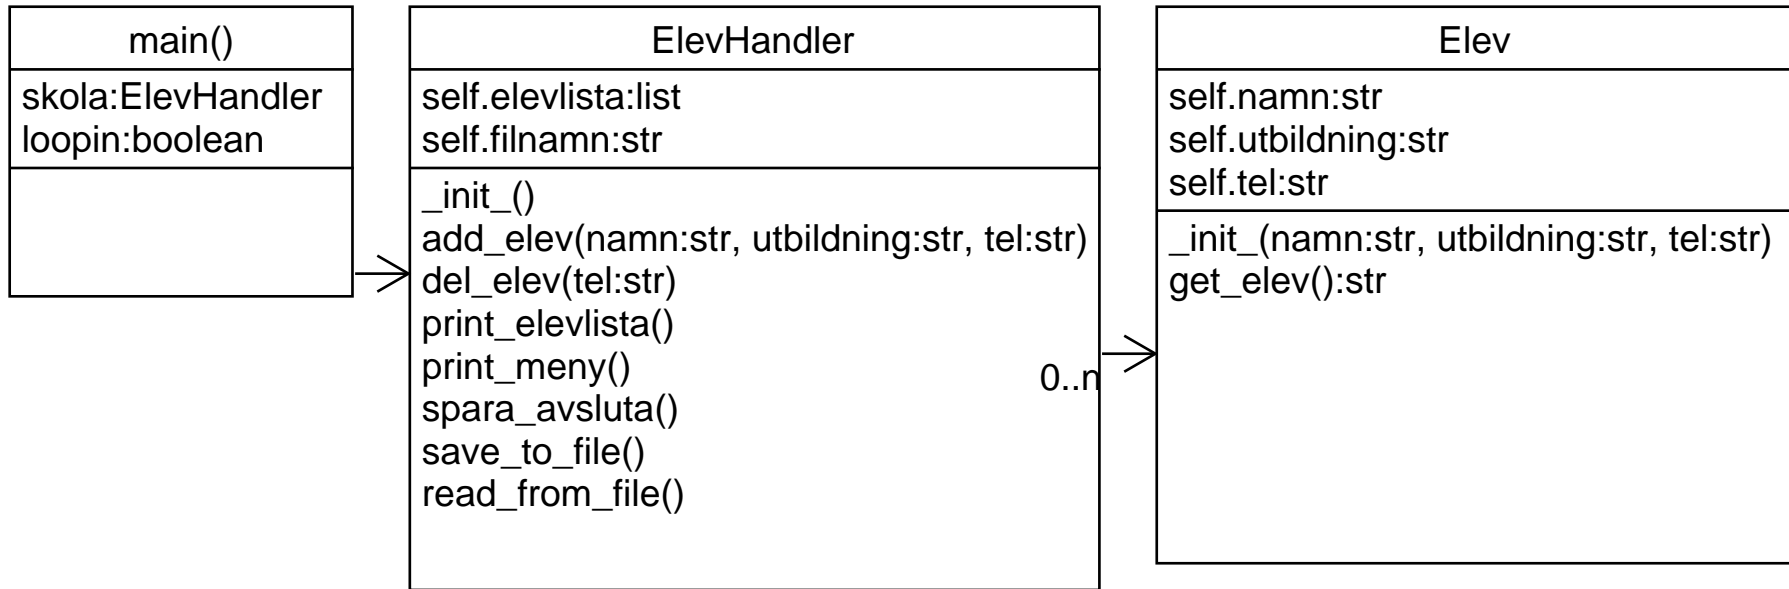 main()
skola:ElevHandler
loopin:boolean
ElevHandler
self.elevlista:list
self.filnamn:str
_init_()
add_elev(namn:str, utbildning:str, tel:str)
del_elev(tel:str)
print_elevlista()
print_meny()
spara_avsluta()
save_to_file()
read_from_file()
0..n
Elev
self.namn:str
self.utbildning:str
self.tel:str
_init_(namn:str, utbildning:str, tel:str)
get_elev():str